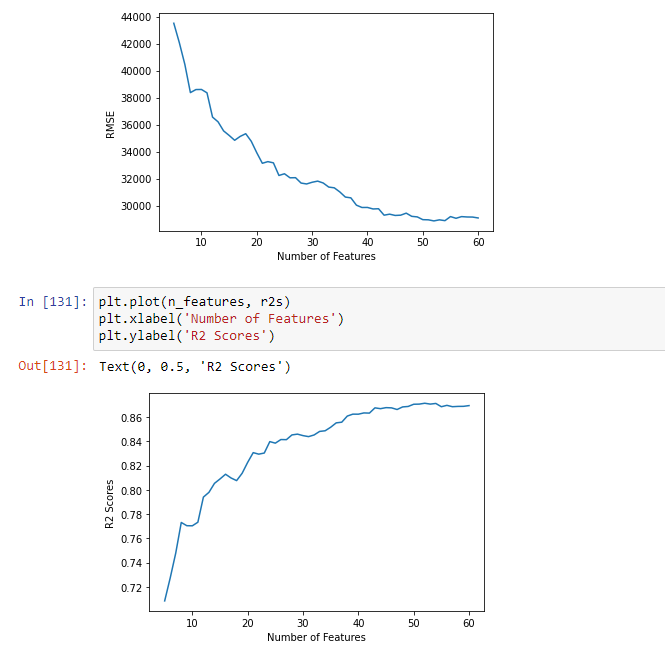 44000
42000
40000
38000
36000
34000
32000
30000
RMSE
10 20 30 40 50 60
Number of Features
In [131]: plt.plot(n_features, r2s)
plt.xlabel('Number of Features')
plt.ylabel('R2 Scores')
Out[131]: Text(0, 0.5, 'R2 Scores')
0.86
0.84
0.82
0.80
0.78
0.76
0.74
0.72
R2 Scores
10 20 30 40 50 60
Number of Features